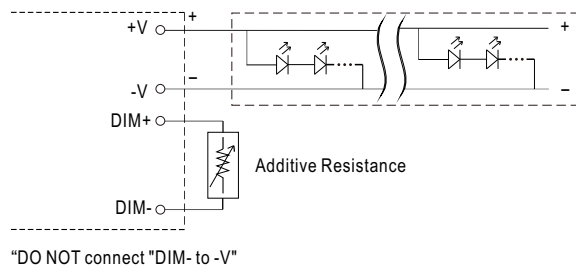 +V
+
+
-V
–
–
DIM+
Additive Resistance
DIM-
“DO NOT connect "DIM- to -V"